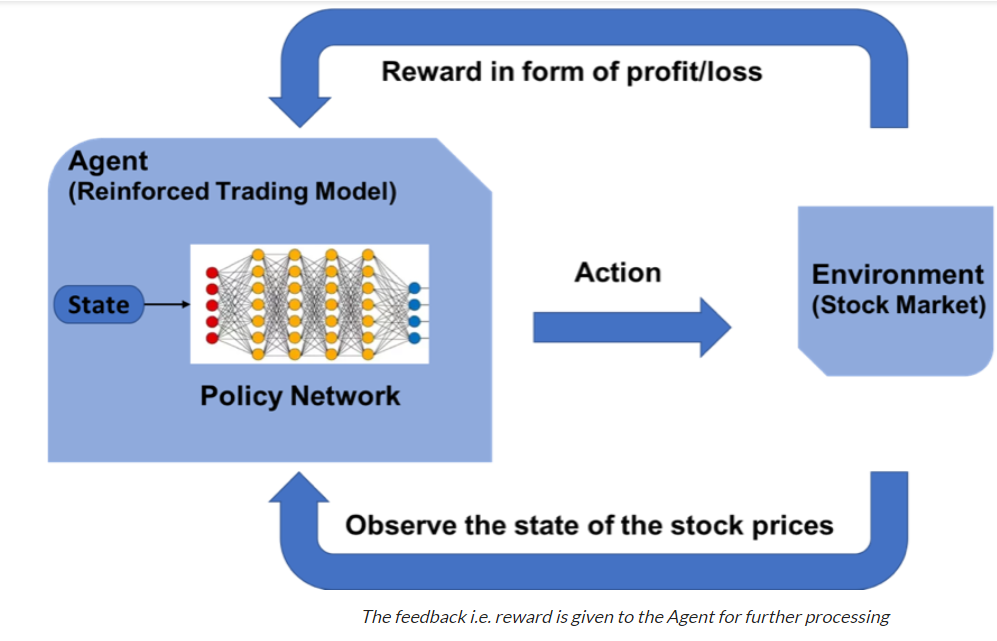 Reward in form of profit/loss
Agent
(Reinforced Trading Model)
State
Policy Network
Action
Environment
(Stock Market)
Observe the state of the stock prices
The feedback i.e. reward is given to the Agent for further processing